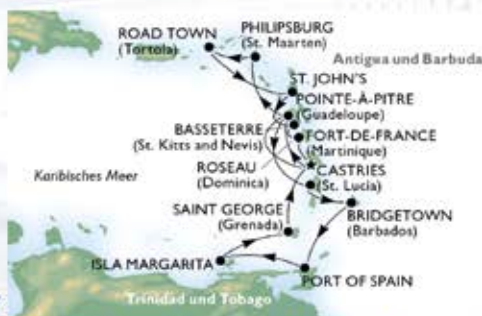 ROAD TOWN
(Tortola)
PHILIPSBURG
(St. Maarten)
Antigua und Barbuda
ST. JOHN'S
POINTE-À-PITRE
(Guadeloupe)
BASSETERRE
(St. Kitts and Nevis)
FORT-DE-FRANCE
(Martinique)
ROSEAU
(Dominica)
CASTRIES
(St. Lucia)
Karibisches Meer
SAINT GEORGE
(Grenada)
BRIDGETOWN
(Barbados)
ISLA MARGARITA
PORT OF SPAIN
Trinidad und Tobago